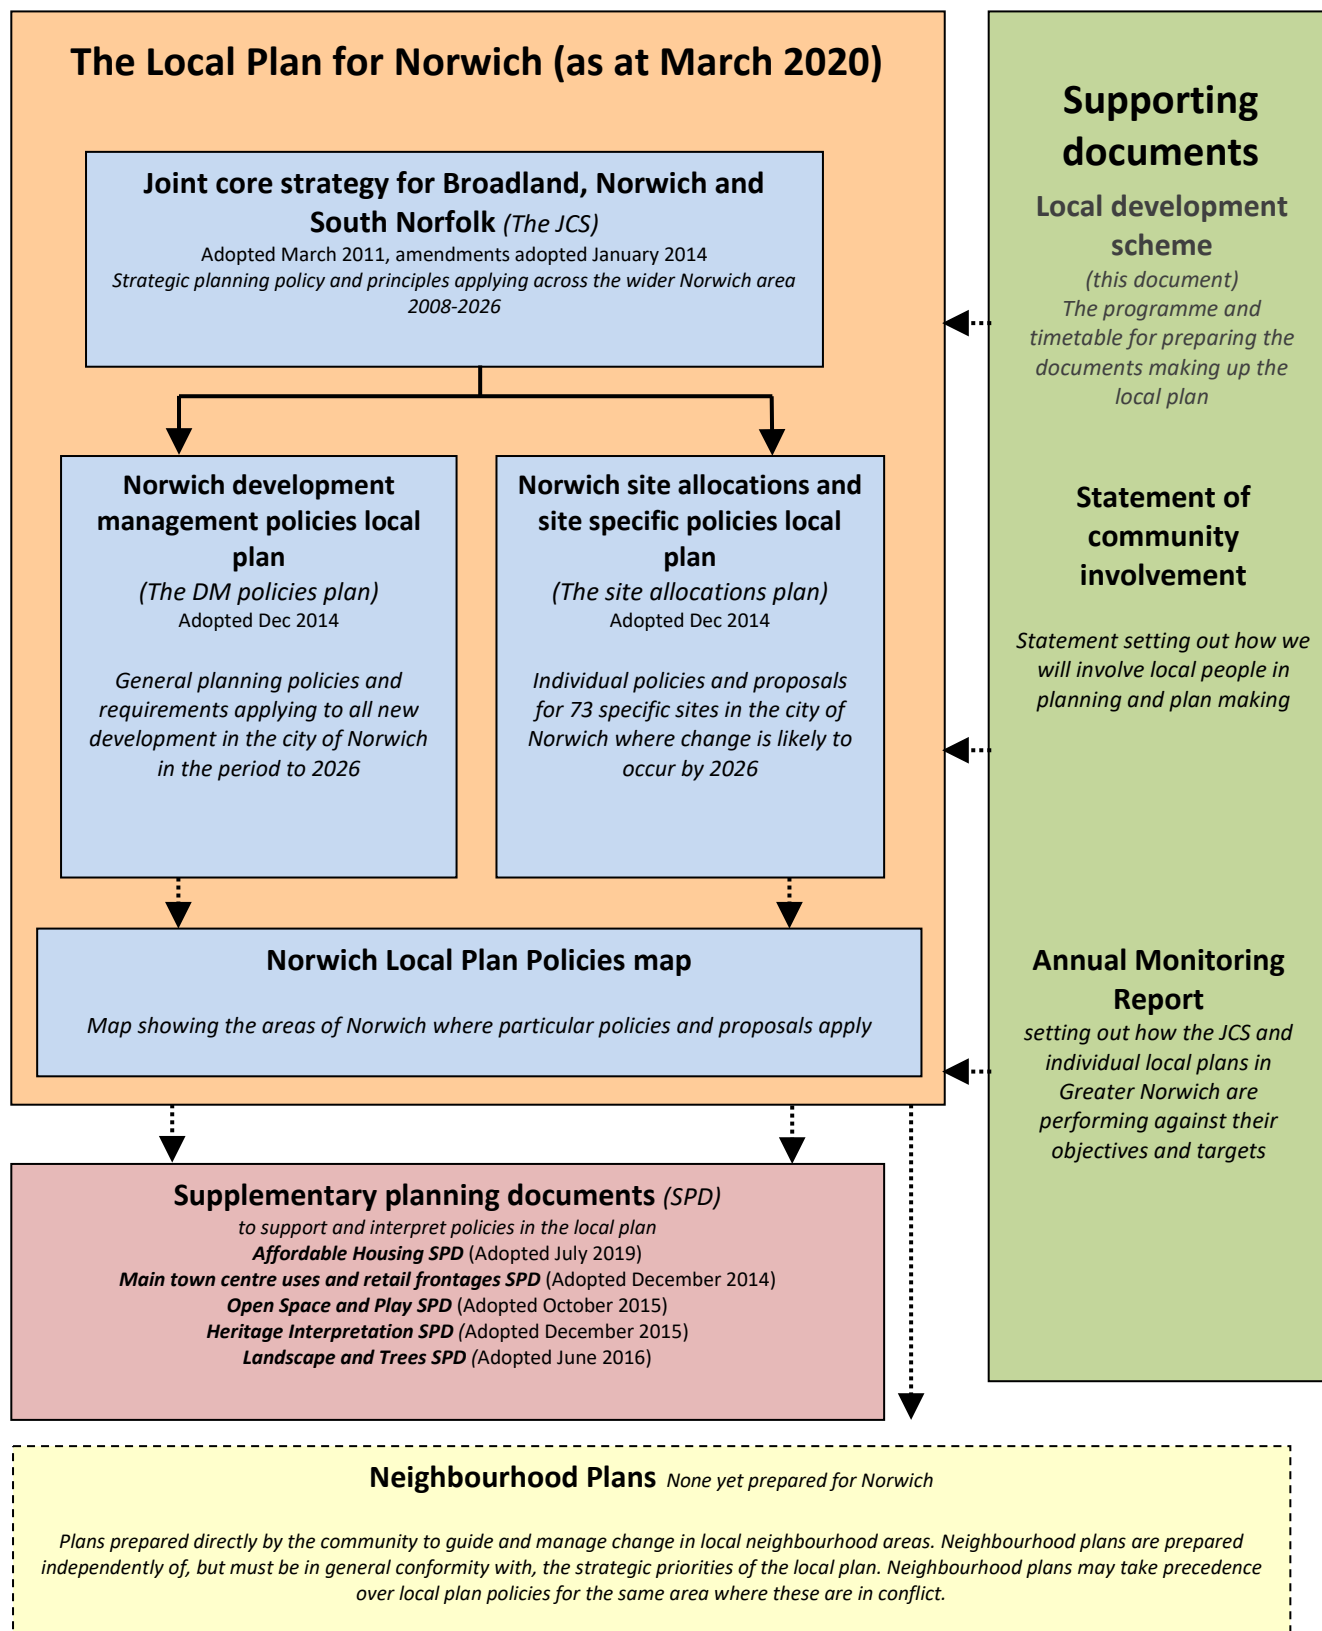 The Local Plan for Norwich (as at March 2020)
Joint core strategy for Broadland, Norwich and
South Norfolk (The JCS)
Adopted March 2011, amendments adopted January 2014
Strategic planning policy and principles applying across the wider Norwich area
2008-2026
Norwich development
management policies local
plan
(The DM policies plan)
Adopted Dec 2014
General planning policies and
requirements applying to all new
development in the city of Norwich
in the period to 2026
Norwich site allocations and
site specific policies local
plan
(The site allocations plan)
Adopted Dec 2014
Individual policies and proposals
for 73 specific sites in the city of
Norwich where change is likely to
occur by 2026
Norwich Local Plan Policies map
Map showing the areas of Norwich where particular policies and proposals apply
Supporting
documents
Local development
scheme
(this document)
The programme and
timetable for preparing the
documents making up the
local plan
Statement of
community
involvement
Statement setting out how we
will involve local people in
planning and plan making
Annual Monitoring
Report
setting out how the JCS and
individual local plans in
Greater Norwich are
performing against their
objectives and targets
Supplementary planning documents (SPD)
to support and interpret policies in the local plan
Affordable Housing SPD (Adopted July 2019)
Main town centre uses and retail frontages SPD (Adopted December 2014)
Open Space and Play SPD (Adopted October 2015)
Heritage Interpretation SPD (Adopted December 2015)
Landscape and Trees SPD (Adopted June 2016)
Neighbourhood Plans None yet prepared for Norwich
Plans prepared directly by the community to guide and manage change in local neighbourhood areas. Neighbourhood plans are prepared
independently of, but must be in general conformity with, the strategic priorities of the local plan. Neighbourhood plans may take precedence
over local plan policies for the same area where these are in conflict.